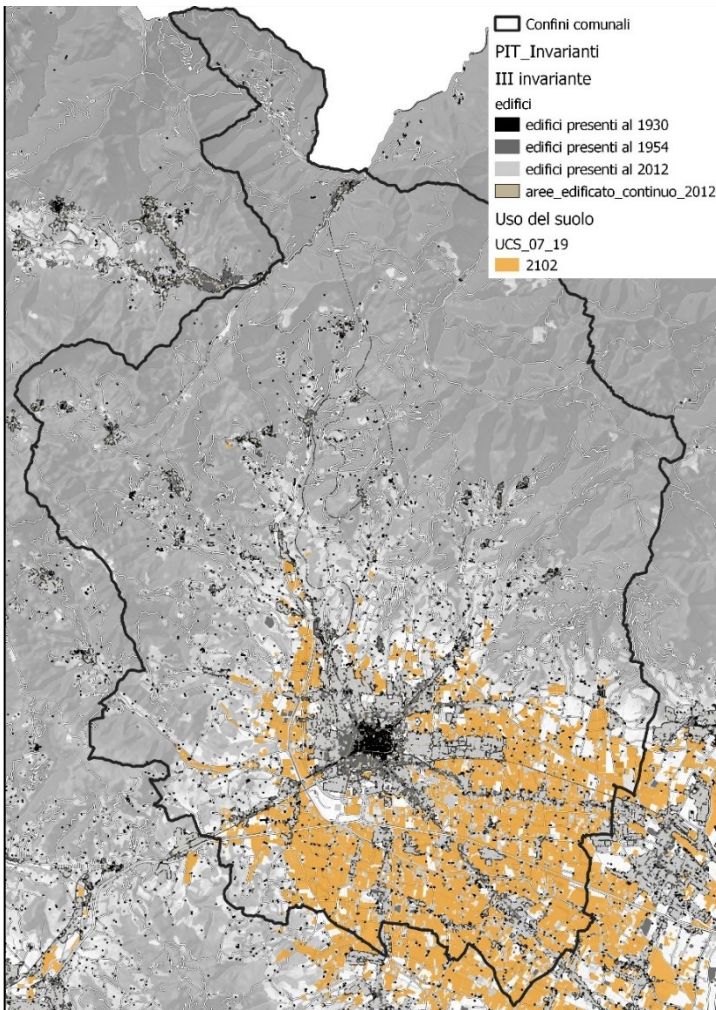 Confini comunali
PIT_Invarianti
III invariante
edifici
edifici presenti al 1930
edifici presenti al 1954
edifici presenti al 2012
aree_edificato_continuo_2012
Uso del suolo
UCS_07_19
2102